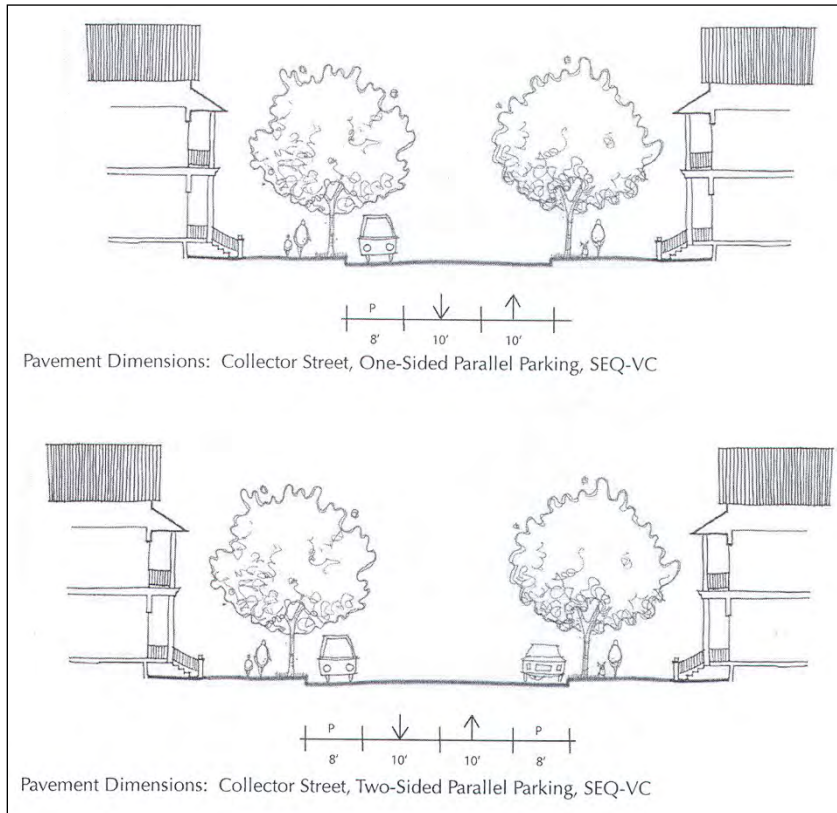 P
8' 10' 10'
Pavement Dimensions: Collector Street, One-Sided Parallel Parking, SEQ-VC
P P
8' 10' 10' 8'
Pavement Dimensions: Collector Street, Two-Sided Parallel Parking, SEQ-VC